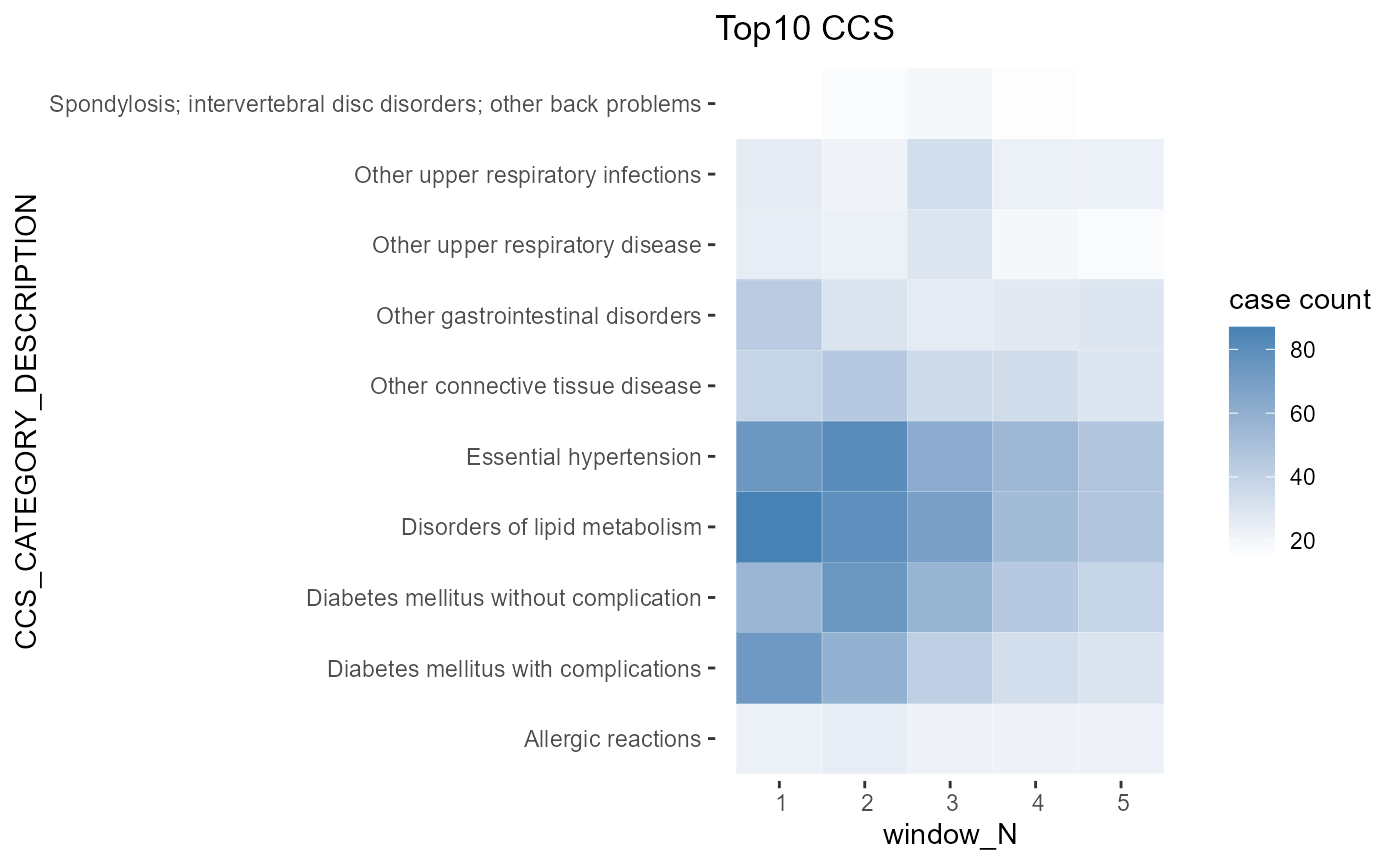 Top10 CCS
CCS_CATEGORY_DESCRIPTION
Spondylosis; intervertebral disc disorders; other back problems
Other upper respiratory infections
Other upper respiratory disease
Other gastrointestinal disorders
Other connective tissue disease
Essential hypertension
Disorders of lipid metabolism
Diabetes mellitus without complication
Diabetes mellitus with complications
Allergic reactions
1 2 3 4 5
window_N
case count
80
60
40
20